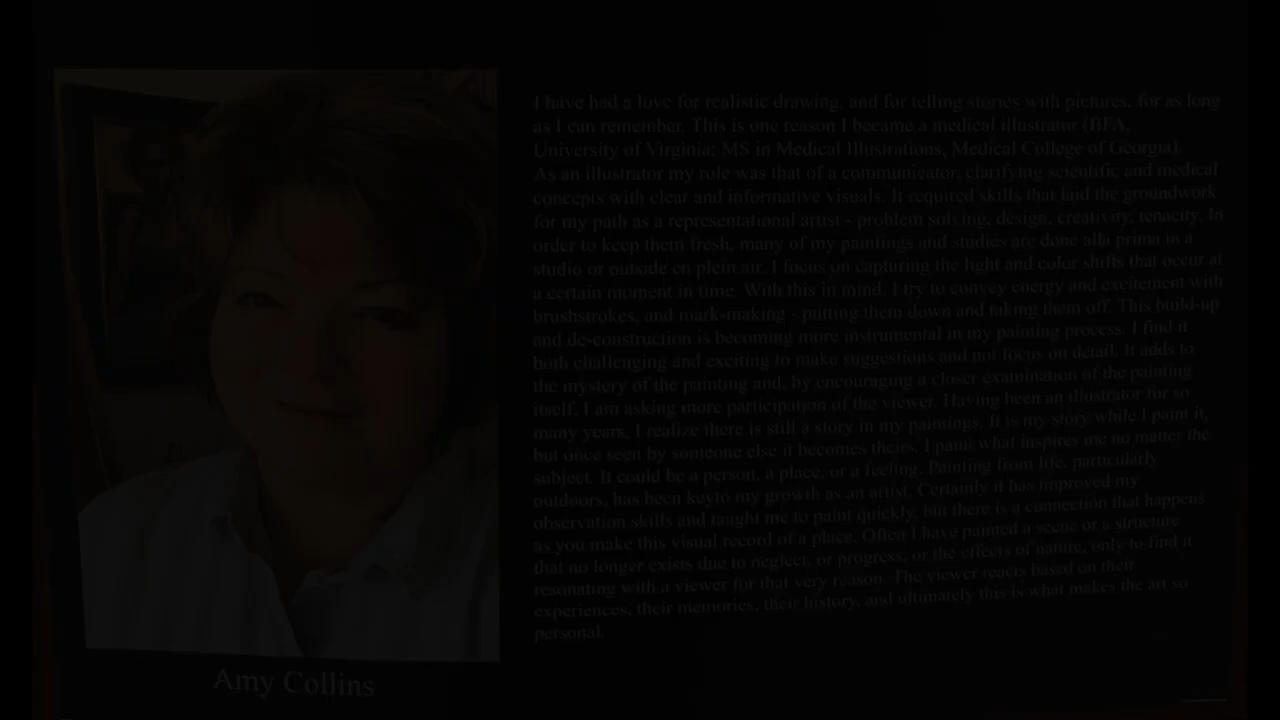 I have had a love for realistic drawing, and for telling stories with pictures, for as long
as I can remember. This is one reason I became a medical illustrator (BFA,
University of Virginia; MS in Medical Illustrations, Medical College of Georgia).
As an illustrator my role was that of a communicator, clarifying scientific and medical
concepts with clear and informative visuals. It required skills that laid the groundwork
for my path as a representational artist - problem solving, design, creativity, tenacity. In
order to keep them fresh, many of my paintings and studies are done alla prima in a
studio or outside en plein air. I focus on capturing the light and color shifts that occur at
a certain moment in time. With this in mind, I try to convey energy and excitement with
brushstrokes, and mark-making - putting them down and taking them off. This build-up
and de-construction is becoming more instrumental in my painting process. I find it
both challenging and exciting to make suggestions and not focus on detail. It adds to
the mystery of the painting and, by encouraging a closer examination of the painting
itself, I am asking more participation of the viewer. Having been an illustrator for so
many years, I realize there is still a story in my paintings. It is my story while I paint it,
but once seen by someone else it becomes theirs. I paint what inspires me no matter the
subject. It could be a person, a place, or a feeling. Painting from life, particularly
outdoors, has been keyto my growth as an artist. Certainly it has improved my
observation skills and taught me to paint quickly, but there is a connection that happens
as you make this visual record of a place. Often I have painted a scene or a structure
that no longer exists due to neglect, or progress, or the effects of nature, only to find it
resonating with a viewer for that very reason. The viewer reacts based on their
experiences, their memories, their history, and ultimately this is what makes the art so
personal.
Amy Collins